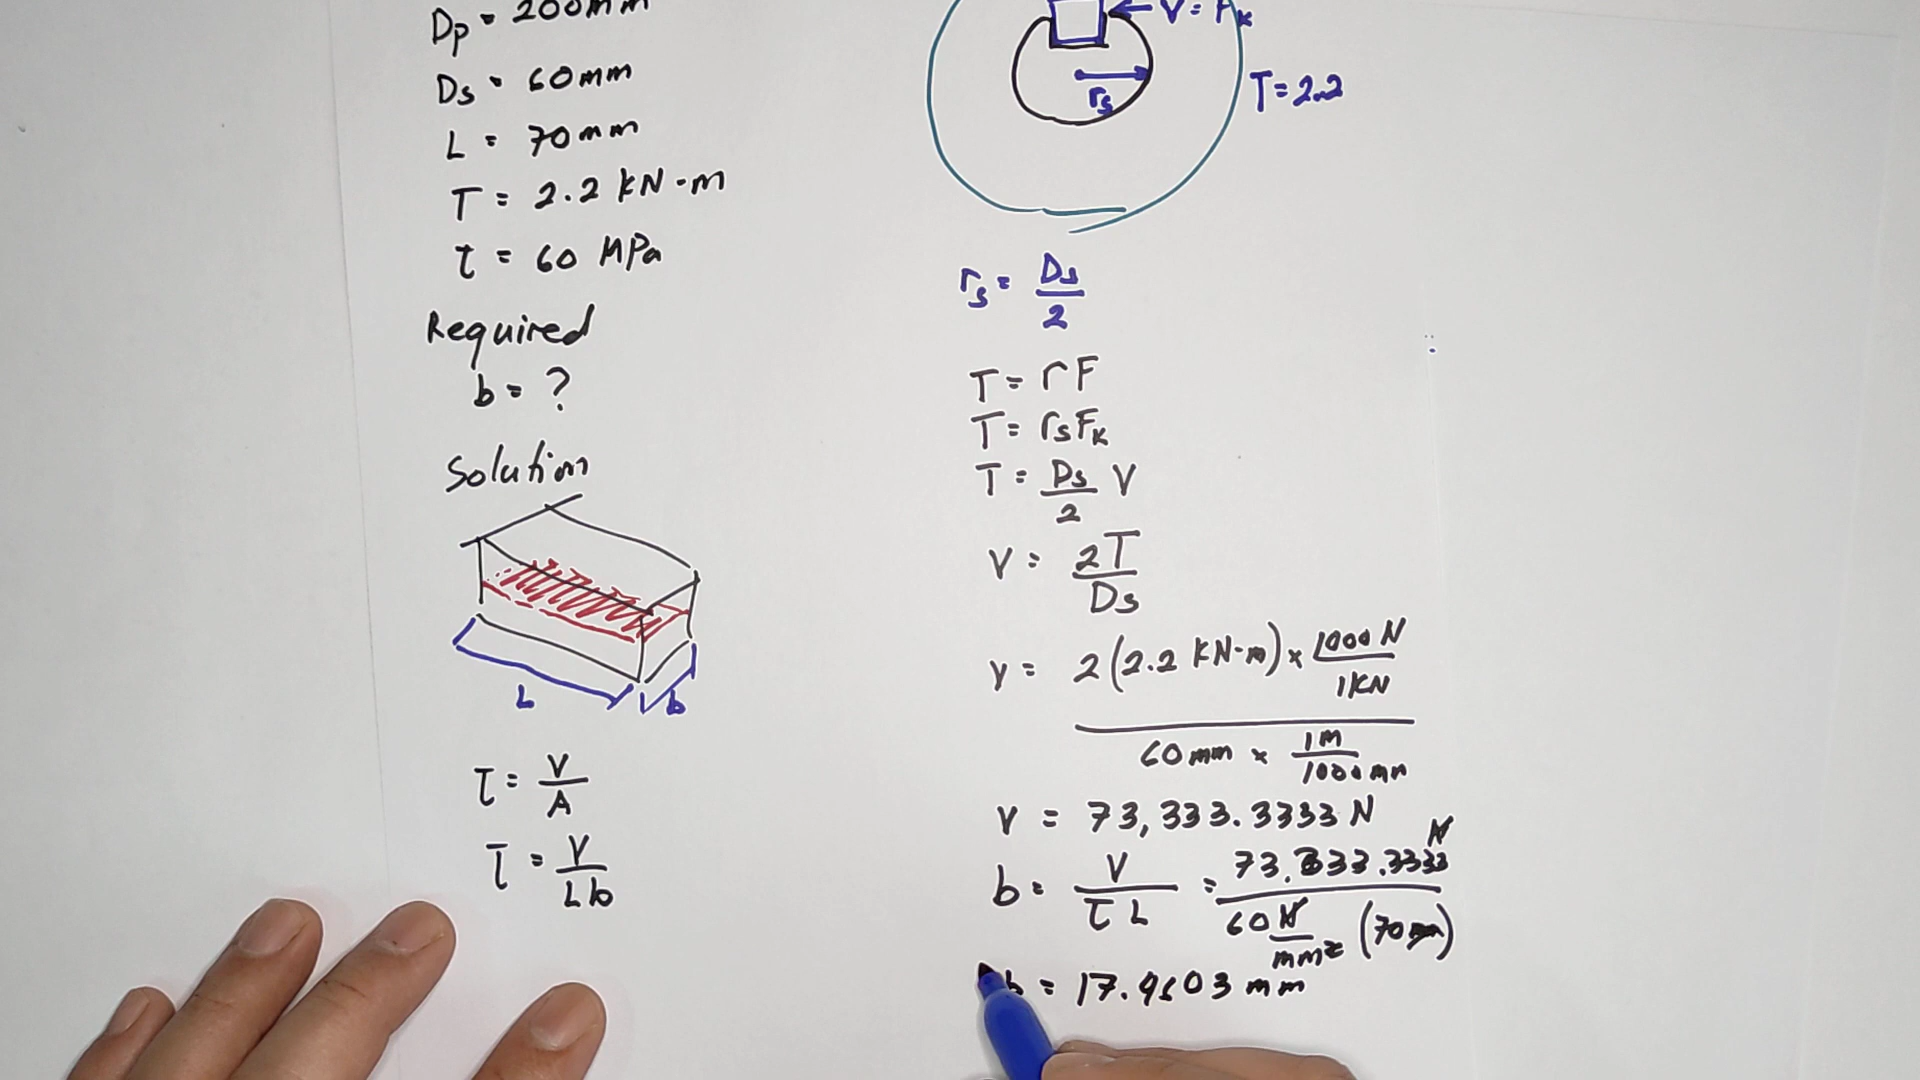 Dp = 200mm
Ds = 60mm
L = 70mm
T = 2.2 kN-m
τ = 60 MPa
Required
b = ?
Solution
L
b
τ = V/A
τ = V/Lb
V = Fk
rs
T = 2.2
rs = Ds/2
T = rF
T = rsFk
T = Ds/2 V
V = 2T/Ds
V = 2(2.2 KN-m) x 1000N/1KN
60mm x 1m/1000mm
V = 73,333.3333 N
b = V/τL = 73,333.3333 N / 60 N/mm² (70mm)
b = 17.4603 mm